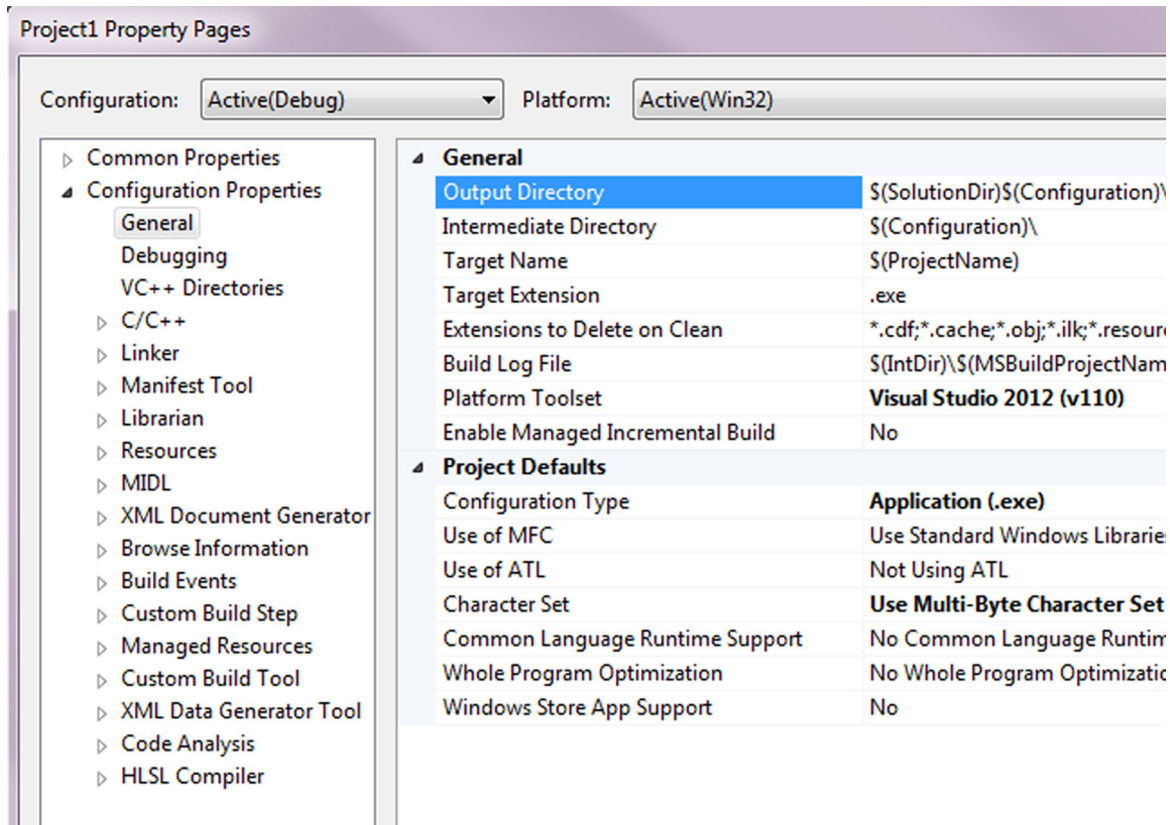 Project1 Property Pages
Configuration: Active(Debug) Platform: Active(Win32)
Common Properties
Configuration Properties
General
Debugging
VC++ Directories
C/C++
Linker
Manifest Tool
Librarian
Resources
MIDL
XML Document Generator
Browse Information
Build Events
Custom Build Step
Managed Resources
Custom Build Tool
XML Data Generator Tool
Code Analysis
HLSL Compiler
General
Output Directory $(SolutionDir)$(Configuration)\
Intermediate Directory $(Configuration)\
Target Name $(ProjectName)
Target Extension .exe
Extensions to Delete on Clean *.cdf;*.cache;*.obj;*.ilk;*.resour
Build Log File $(IntDir)\$(MSBuildProjectNam
Platform Toolset Visual Studio 2012 (v110)
Enable Managed Incremental Build No
Project Defaults
Configuration Type Application (.exe)
Use of MFC Use Standard Windows Libraries
Use of ATL Not Using ATL
Character Set Use Multi-Byte Character Set
Common Language Runtime Support No Common Language Runtim
Whole Program Optimization No Whole Program Optimizatio
Windows Store App Support No